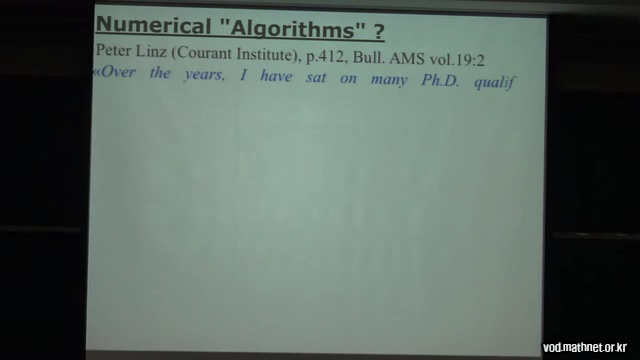 Numerical "Algorithms" ?
Peter Linz (Courant Institute), p.412, Bull. AMS vol.19:2
«Over the years, I have sat on many Ph.D. qualif
vod.mathnet.or.kr